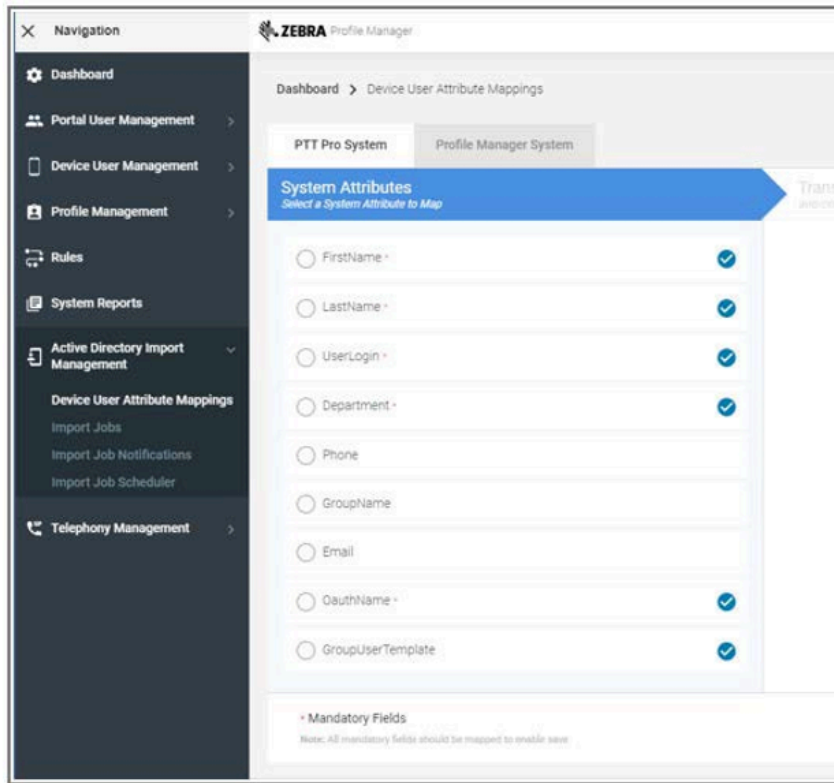 Navigation
ZEBRA Profile Manager
Dashboard
Portal User Management
Device User Management
Profile Management
Rules
System Reports
Active Directory Import
Management
Device User Attribute Mappings
Import Jobs
Import Job Notifications
Import Job Scheduler
Telephony Management
Dashboard > Device User Attribute Mappings
PTT Pro System
Profile Manager System
System Attributes
Select a System Attribute to Map
FirstName *
LastName *
UserLogin *
Department *
Phone
GroupName
Email
OauthName *
GroupUserTemplate
* Mandatory Fields
Note: All mandatory fields should be mapped to enable save